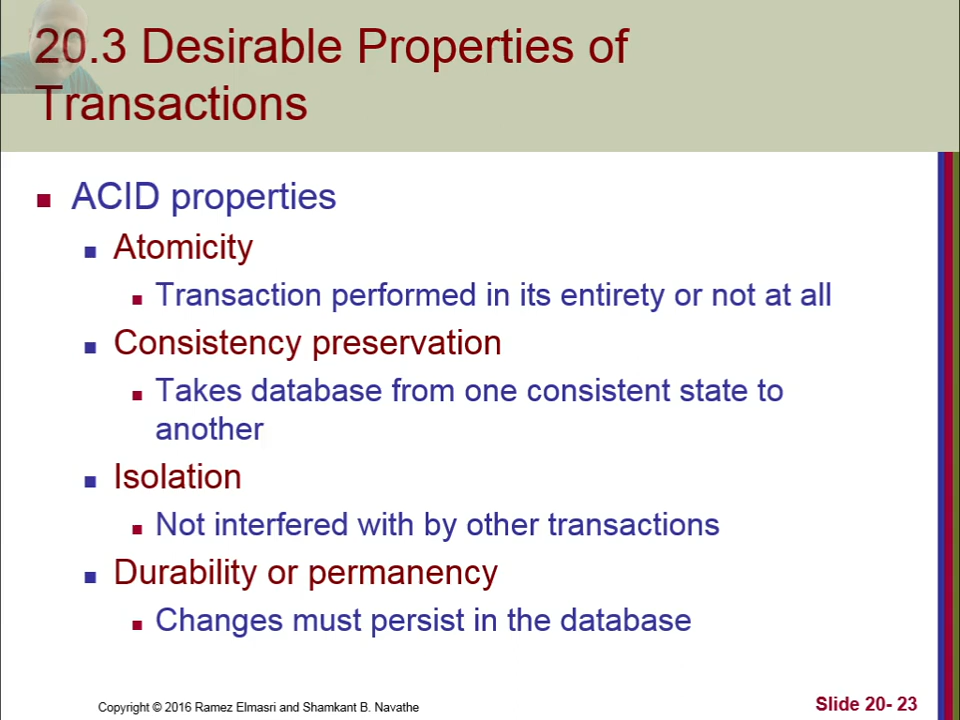 20.3 Desirable Properties of
Transactions
ACID properties
Atomicity
Transaction performed in its entirety or not at all
Consistency preservation
Takes database from one consistent state to
another
Isolation
Not interfered with by other transactions
Durability or permanency
Changes must persist in the database
Copyright © 2016 Ramez Elmasri and Shamkant B. Navathe
Slide 20- 23